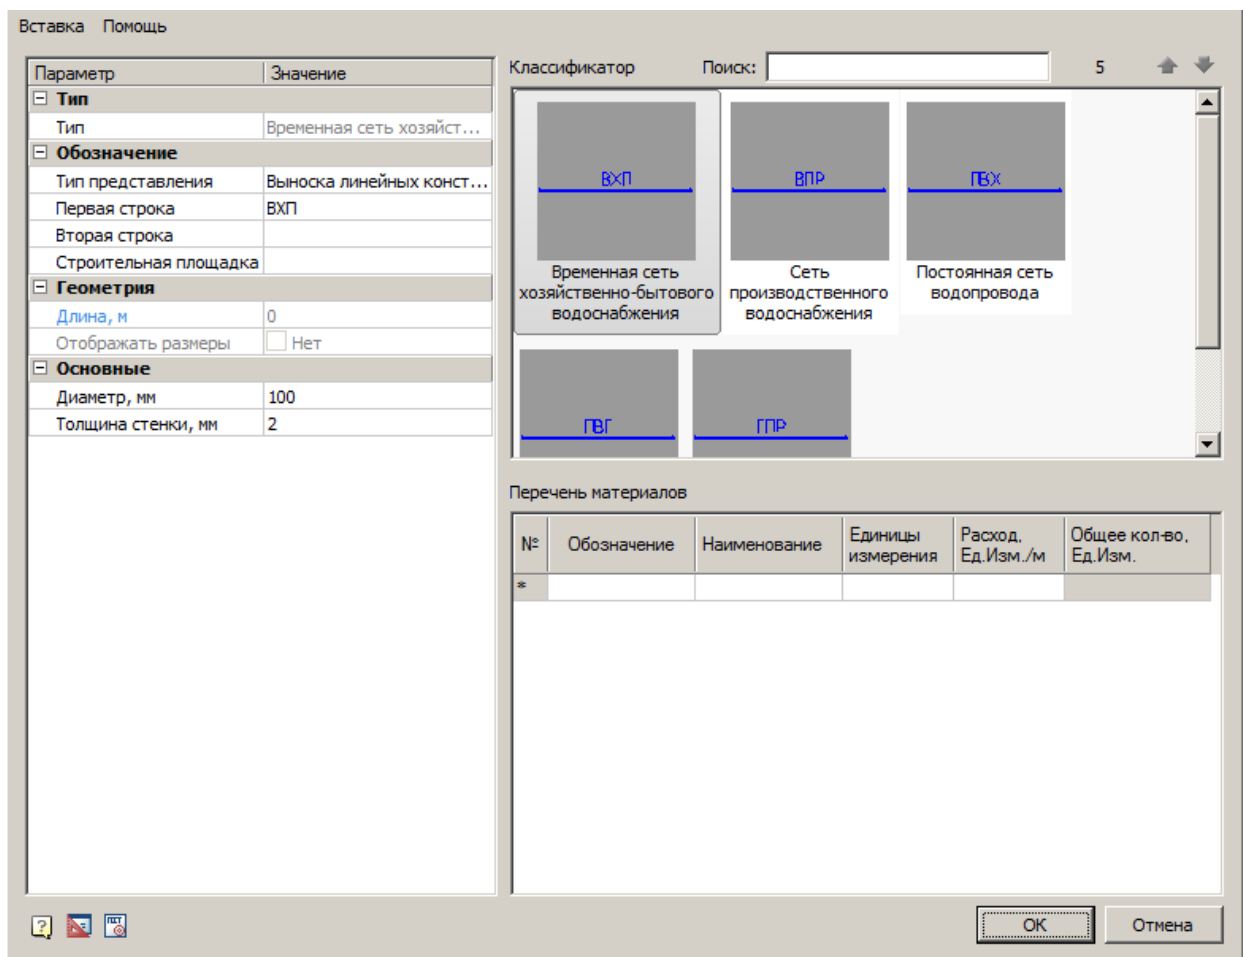 Вставка Помощь
Параметр Значение
Тип
Тип Временная сеть хозяйст...
Обозначение
Тип представления Выноска линейных конст...
Первая строка ВХП
Вторая строка
Строительная площадка
Геометрия
Длина, м 0
Отображать размеры Нет
Основные
Диаметр, мм 100
Толщина стенки, мм 2
Классификатор Поиск: 5
ВХП ВПР ПВХ
Временная сеть
хозяйственно-бытового
водоснабжения
Сеть
производственного
водоснабжения
Постоянная сеть
водопровода
ПВГ ГПР
Перечень материалов
№ Обозначение Наименование Единицы
измерения
Расход,
Ед.Изм./м
Общее кол-во,
Ед.Изм.
*
ОК Отмена